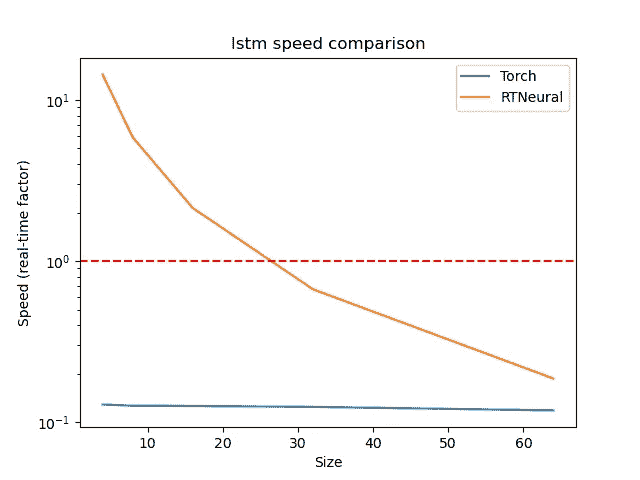 lstm speed comparison
Torch
RTNeural
10¹
10⁰
10⁻¹
Speed (real-time factor)
10 20 30 40 50 60
Size